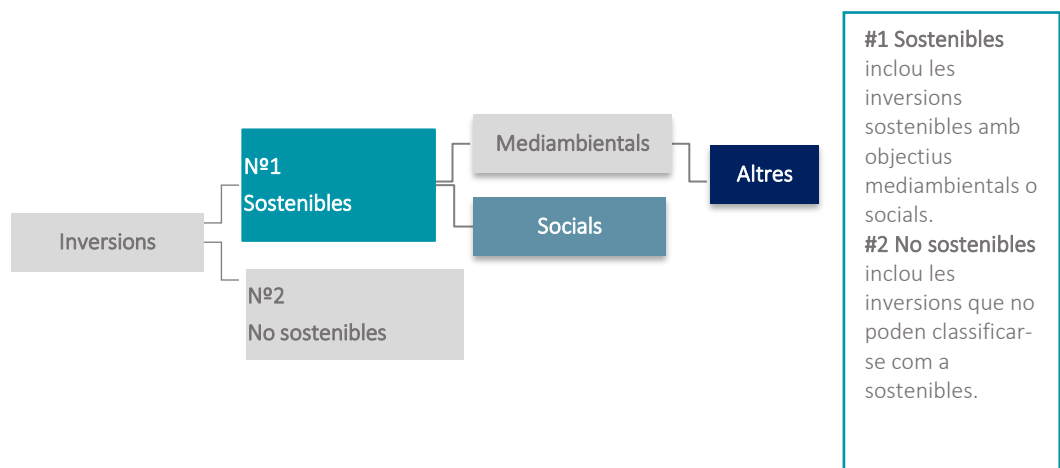 Inversions
Nº1
Sostenibles
Nº2
No sostenibles
Mediambientals
Socials
Altres
#1 Sostenibles
inclou les
inversions
sostenibles amb
objectius
mediambientals o
socials.
#2 No sostenibles
inclou les
inversions que no
poden classificar-
se com a
sostenibles.